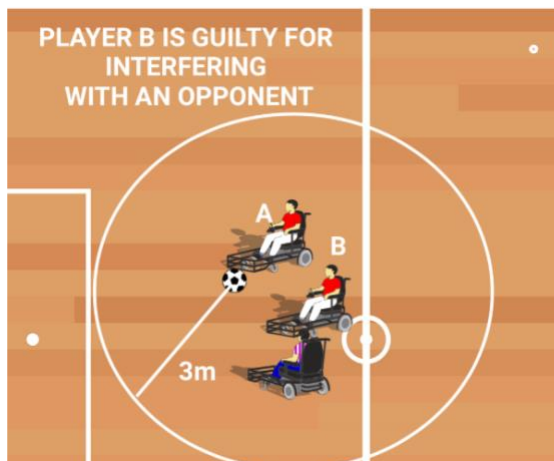 PLAYER B IS GUILTY FOR
INTERFERING
WITH AN OPPONENT
A
B
3m